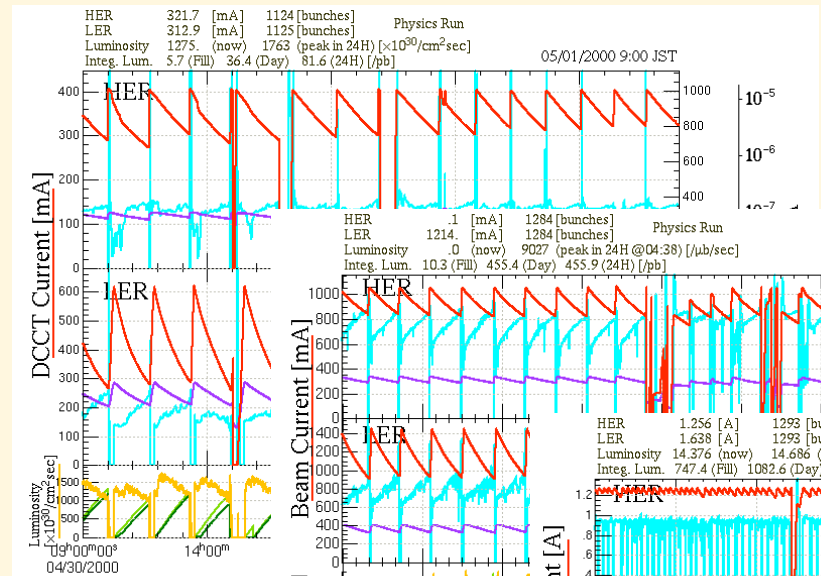 HER 321.7 [mA] 1124 [bunches]
LER 312.9 [mA] 1125 [bunches]
Luminosity 1275. (now) 1763 (peak in 24H) [×10^30/cm²sec]
Integ. Lum. 5.7 (Fill) 36.4 (Day) 81.6 (24H) [/pb]
Physics Run
05/01/2000 9:00 JST
HER
400
300
200
100
0
1000
800
600
400
10^-5
10^-6
DCCT Current [mA]
LER
600
500
400
300
200
100
0
Luminosity
[×10^30/cm²sec]
1500
1000
500
0
14h00m
04/30/2000
HER .1 [mA] 1284 [bunches]
LER 1214. [mA] 1284 [bunches]
Luminosity .0 (now) 9027 (peak in 24H @04:38) [/μb/sec]
Integ. Lum. 10.3 (Fill) 455.4 (Day) 455.9 (24H) [/pb]
Physics Run
HER
1000
800
600
400
200
0
Beam Current [mA]
LER
1400
1200
1000
800
600
400
200
0
HER 1.256 [A] 1293 [bu
LER 1.638 [A] 1293 [bu
Luminosity 14.376 (now) 14.686 (
Integ. Lum. 747.4 (Fill) 1082.6 (Day)
HER
1.2
1
.8
.6
.4
nt [A]